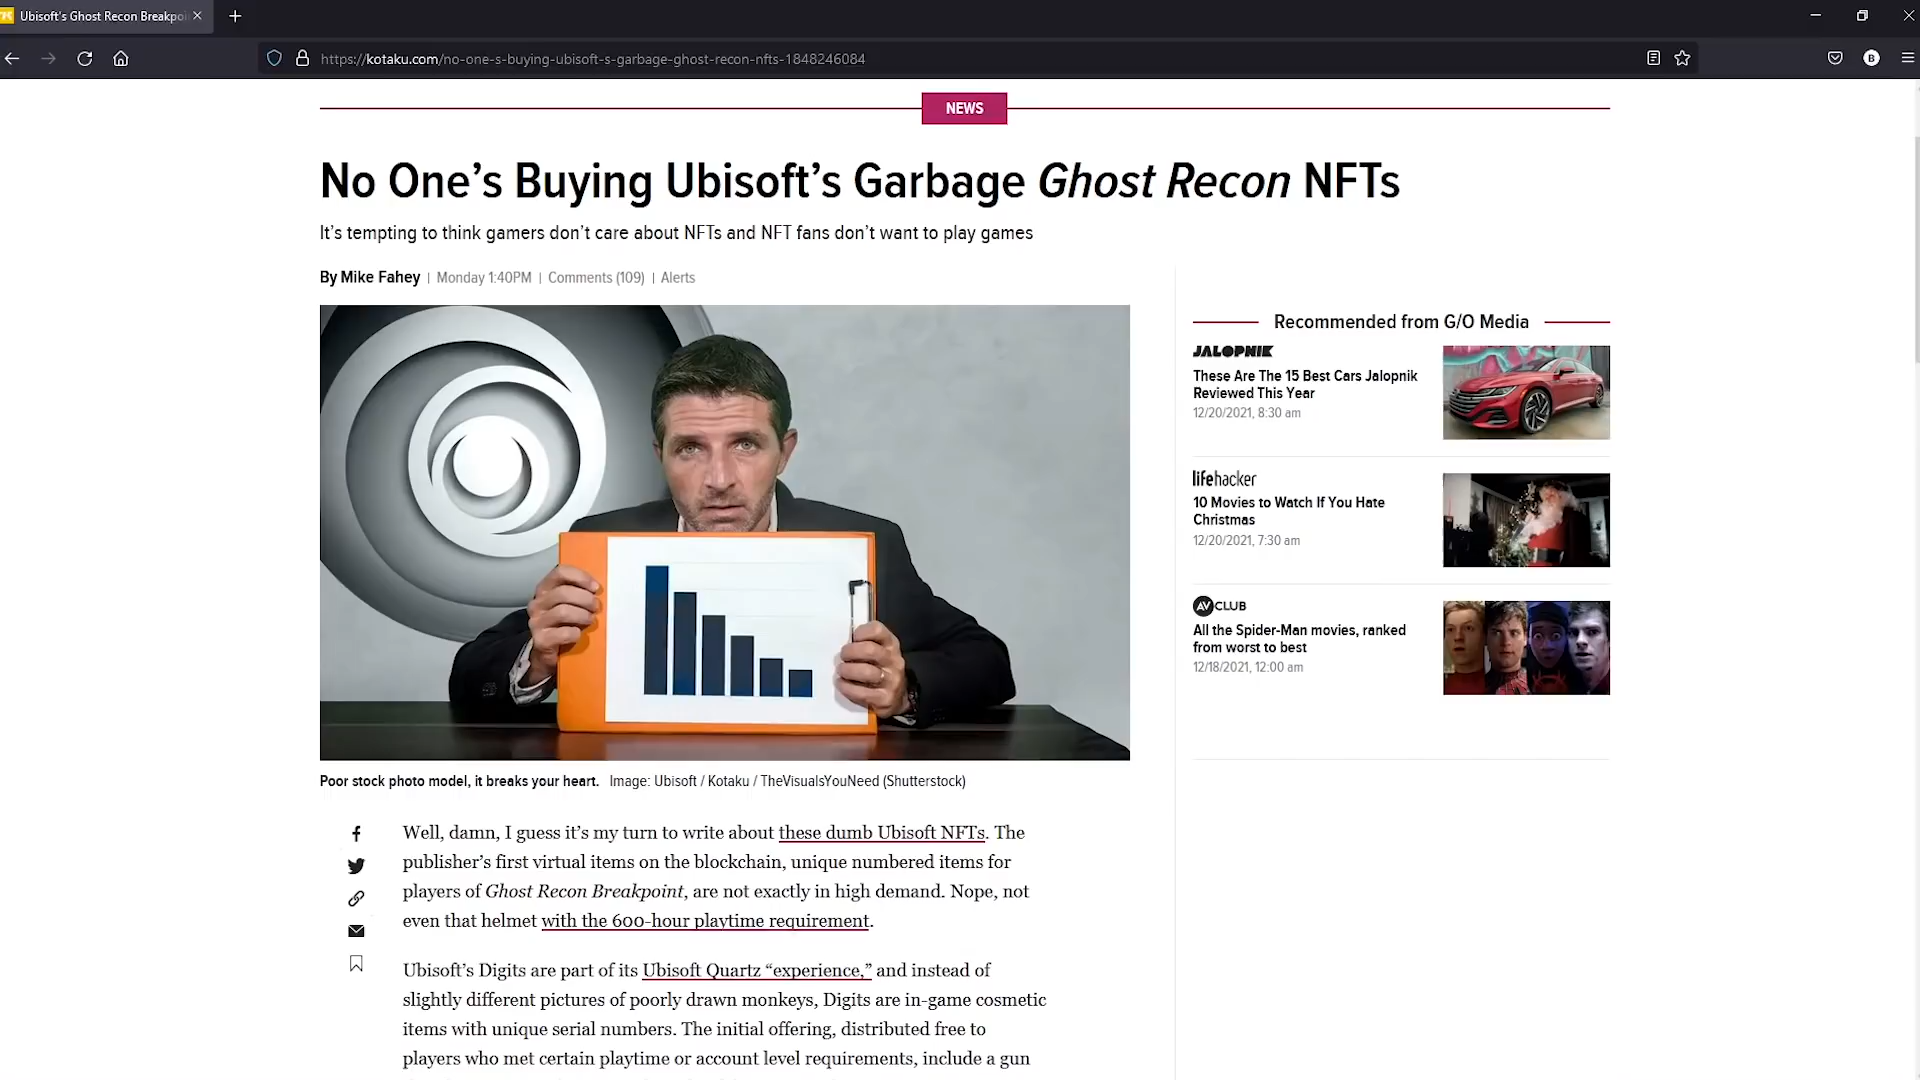 Ubisoft's Ghost Recon Breakpoi
https://kotaku.com/no-one-s-buying-ubisoft-s-garbage-ghost-recon-nfts-1848246084
B
NEWS
No One's Buying Ubisoft's Garbage Ghost Recon NFTs
It's tempting to think gamers don't care about NFTs and NFT fans don't want to play games
By Mike Fahey | Monday 1:40PM | Comments (109) | Alerts
Poor stock photo model, it breaks your heart. Image: Ubisoft / Kotaku / TheVisualsYouNeed (Shutterstock)
Well, damn, I guess it's my turn to write about these dumb Ubisoft NFTs. The
publisher's first virtual items on the blockchain, unique numbered items for
players of Ghost Recon Breakpoint, are not exactly in high demand. Nope, not
even that helmet with the 600-hour playtime requirement.
Ubisoft's Digits are part of its Ubisoft Quartz “experience,” and instead of
slightly different pictures of poorly drawn monkeys, Digits are in-game cosmetic
items with unique serial numbers. The initial offering, distributed free to
players who met certain playtime or account level requirements, include a gun
Recommended from G/O Media
JALOPNIK
These Are The 15 Best Cars Jalopnik
Reviewed This Year
12/20/2021, 8:30 am
lifehacker
10 Movies to Watch If You Hate
Christmas
12/20/2021, 7:30 am
AV CLUB
All the Spider-Man movies, ranked
from worst to best
12/18/2021, 12:00 am